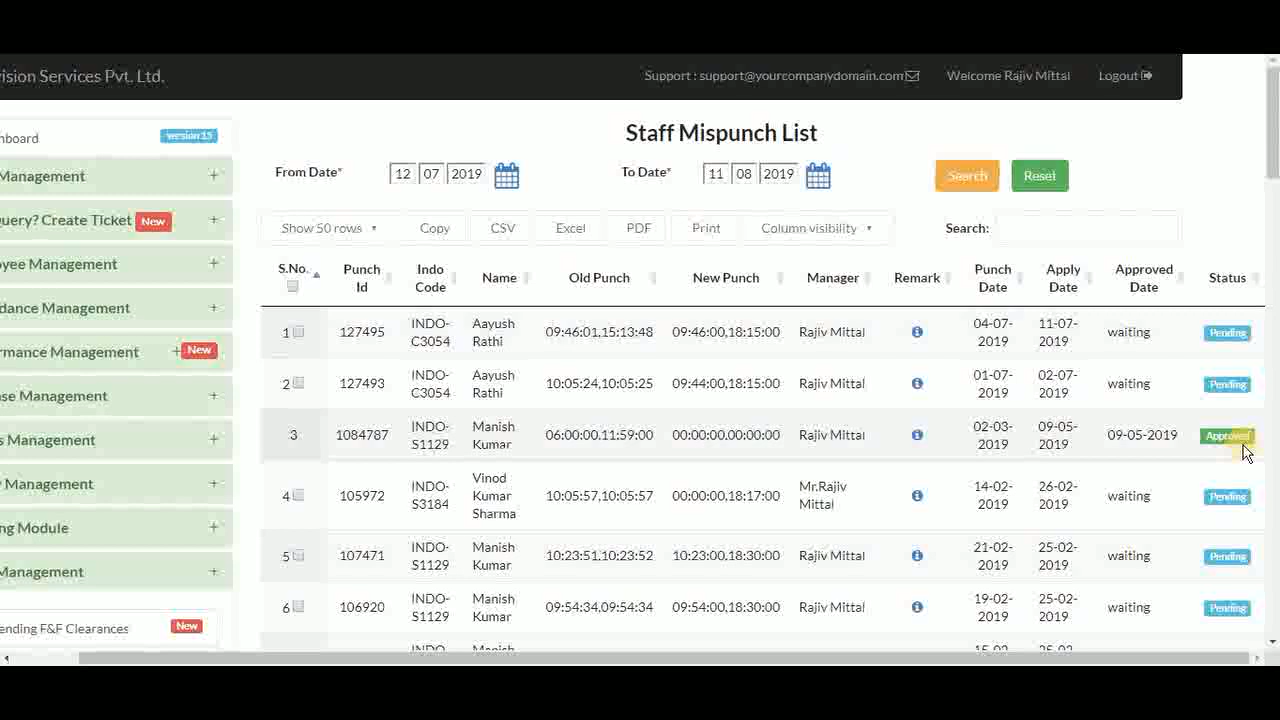 ision Services Pvt. Ltd.
Support : support@yourcompanydomain.com Welcome Rajiv Mittal Logout
Staff Mispunch List
hboard
Management +
uery? Create Ticket New +
oyee Management +
dance Management +
rmance Management + New
se Management +
s Management +
Management +
ng Module +
Management +
ending F&F Clearances New
From Date* 12 07 2019 To Date* 11 08 2019 Search Reset
Show 50 rows Copy CSV Excel PDF Print Column visibility Search:
S.No. Punch Id Indo Code Name Old Punch New Punch Manager Remark Punch Date Apply Date Approved Date Status
1 127495 INDO-C3054 Aayush Rathi 09:46:01,15:13:48 09:46:00,18:15:00 Rajiv Mittal 04-07-2019 11-07-2019 waiting Pending
2 127493 INDO-C3054 Aayush Rathi 10:05:24,10:05:25 09:44:00,18:15:00 Rajiv Mittal 01-07-2019 02-07-2019 waiting Pending
3 1084787 INDO-S1129 Manish Kumar 06:00:00,11:59:00 00:00:00,00:00:00 Rajiv Mittal 02-03-2019 09-05-2019 09-05-2019 Approved
4 105972 INDO-S3184 Vinod Kumar Sharma 10:05:57,10:05:57 00:00:00,18:17:00 Mr.Rajiv Mittal 14-02-2019 26-02-2019 waiting Pending
5 107471 INDO-S1129 Manish Kumar 10:23:51,10:23:52 10:23:00,18:30:00 Rajiv Mittal 21-02-2019 25-02-2019 waiting Pending
6 106920 INDO-S1129 Manish Kumar 09:54:34,09:54:34 09:54:00,18:30:00 Rajiv Mittal 19-02-2019 25-02-2019 waiting Pending